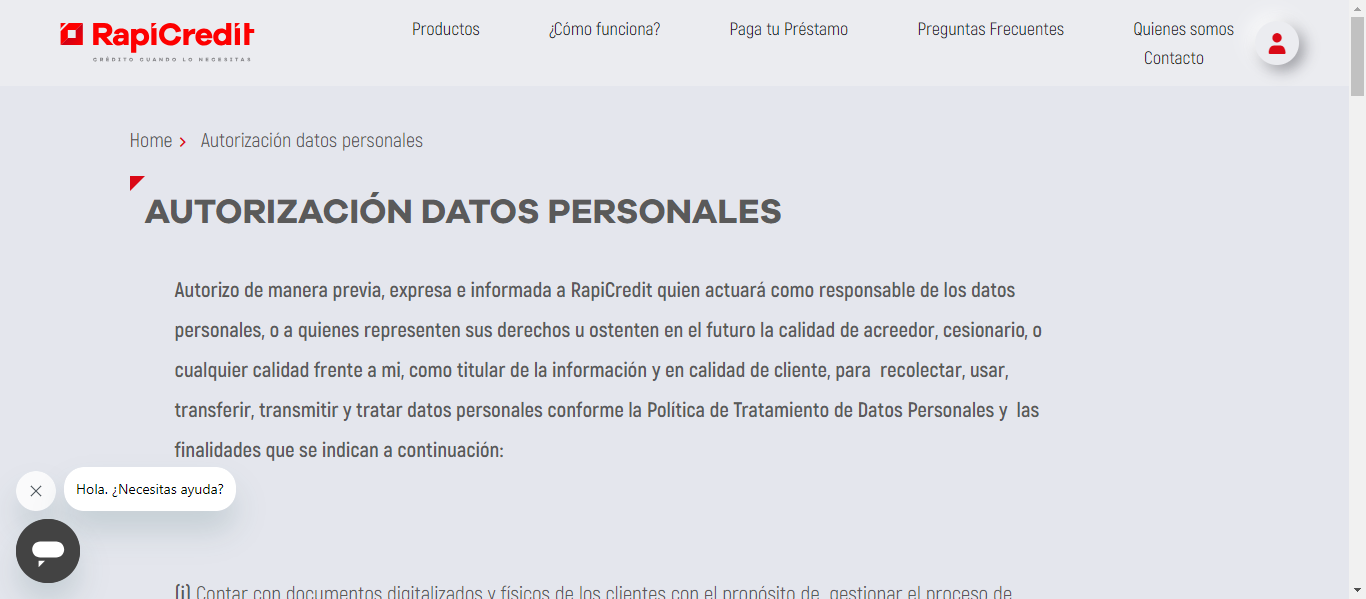 RapiCredit
CRÉDITO CUANDO LO NECESITAS
Productos
¿Cómo funciona?
Paga tu Préstamo
Preguntas Frecuentes
Quienes somos
Contacto
Home > Autorización datos personales
AUTORIZACIÓN DATOS PERSONALES
Autorizo de manera previa, expresa e informada a RapiCredit quien actuará como responsable de los datos
personales, o a quienes representen sus derechos u ostenten en el futuro la calidad de acreedor, cesionario, o
cualquier calidad frente a mi, como titular de la información y en calidad de cliente, para recolectar, usar,
transferir, transmitir y tratar datos personales conforme la Política de Tratamiento de Datos Personales y las
finalidades que se indican a continuación:
Hola. ¿Necesitas ayuda?
(i) Contar con documentos digitalizados y físicos de los clientes con el propósito de gestionar el proceso de